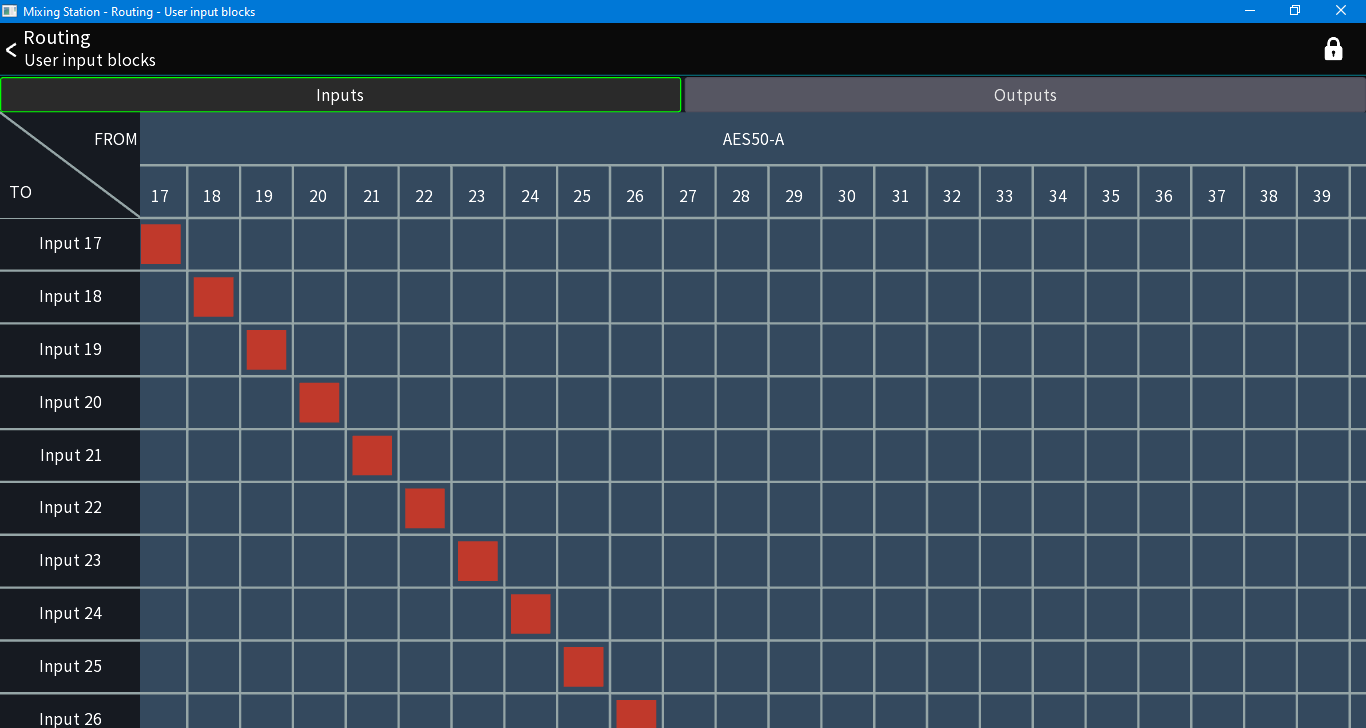 Mixing Station - Routing - User input blocks
Routing
User input blocks
Inputs
Outputs
FROM
AES50-A
TO
17 18 19 20 21 22 23 24 25 26 27 28 29 30 31 32 33 34 35 36 37 38 39
Input 17
Input 18
Input 19
Input 20
Input 21
Input 22
Input 23
Input 24
Input 25
Input 26